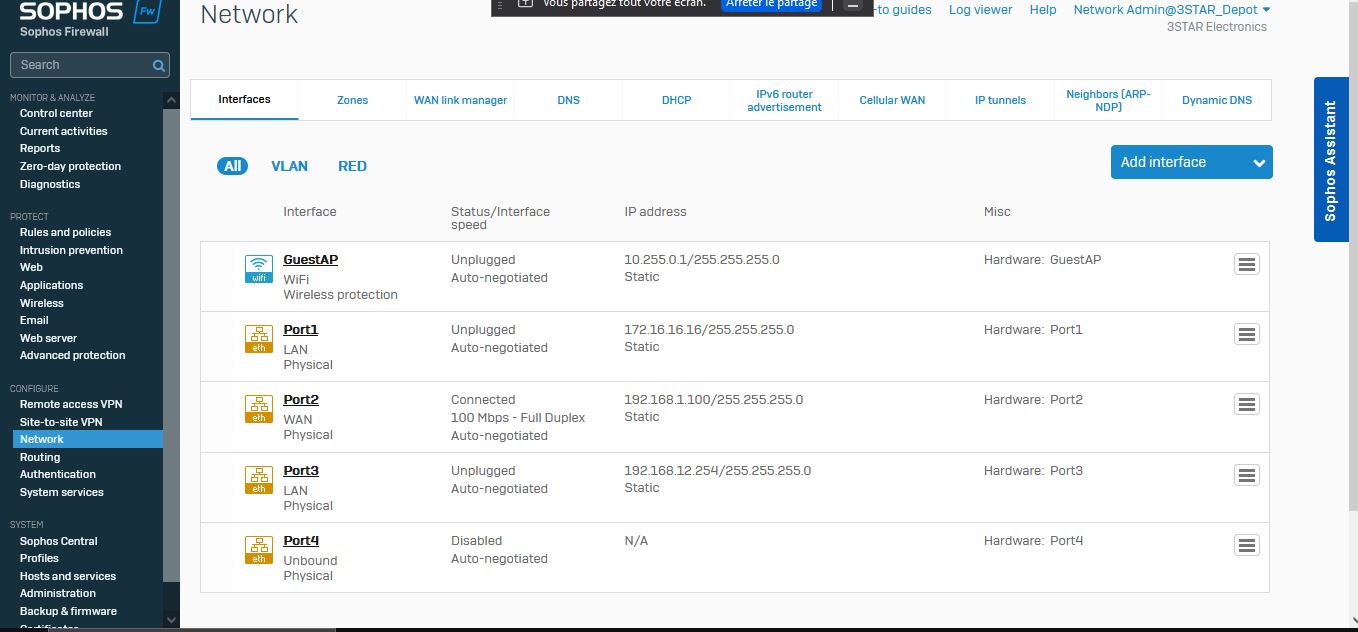 SOPHOS Fw
Sophos Firewall
Search
MONITOR & ANALYZE
Control center
Current activities
Reports
Zero-day protection
Diagnostics
PROTECT
Rules and policies
Intrusion prevention
Web
Applications
Wireless
Email
Web server
Advanced protection
CONFIGURE
Remote access VPN
Site-to-site VPN
Network
Routing
Authentication
System services
SYSTEM
Sophos Central
Profiles
Hosts and services
Administration
Backup & firmware
Certificates
Network
Vous partagez tout votre écran. Arrêter le partage
-to guides Log viewer Help Network Admin@3STAR_Depot
3STAR Electronics
Interfaces Zones WAN link manager DNS DHCP IPv6 router advertisement Cellular WAN IP tunnels Neighbors (ARP-NDP) Dynamic DNS
All VLAN RED
Add interface
Sophos Assistant
Interface Status/Interface speed IP address Misc
wifi GuestAP Unplugged 10.255.0.1/255.255.255.0 Hardware: GuestAP
WiFi Auto-negotiated Static
Wireless protection
eth Port1 Unplugged 172.16.16.16/255.255.255.0 Hardware: Port1
LAN Auto-negotiated Static
Physical
eth Port2 Connected 192.168.1.100/255.255.255.0 Hardware: Port2
WAN 100 Mbps - Full Duplex Static
Physical Auto-negotiated
eth Port3 Unplugged 192.168.12.254/255.255.255.0 Hardware: Port3
LAN Auto-negotiated Static
Physical
eth Port4 Disabled N/A Hardware: Port4
Unbound Auto-negotiated
Physical